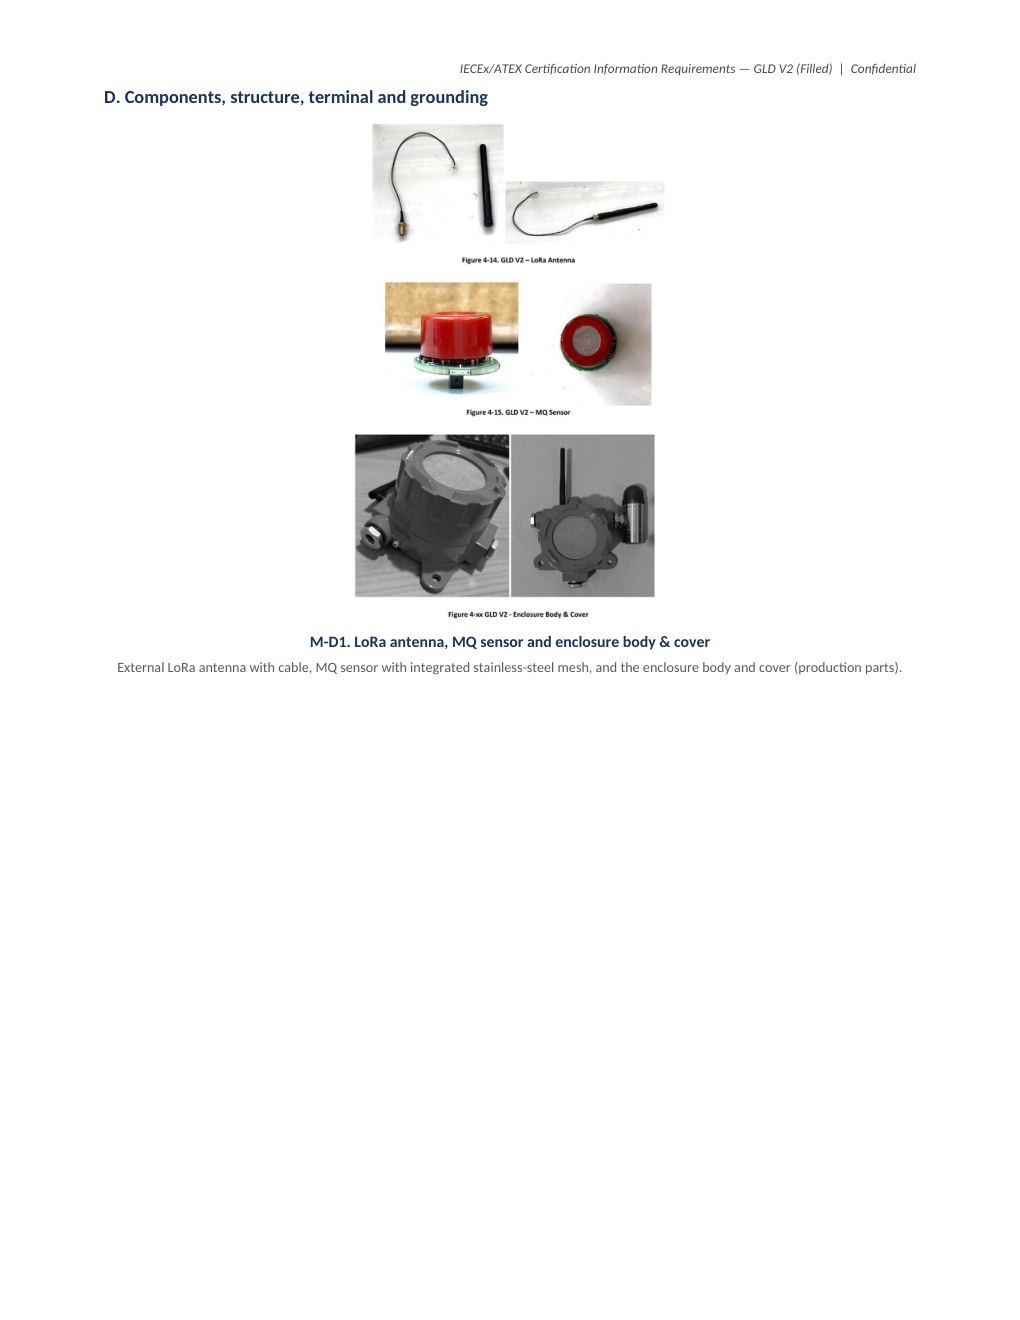 IECEx/ATEX Certification Information Requirements — GLD V2 (Filled) | Confidential
D. Components, structure, terminal and grounding
Figure 4-14. GLD V2 – LoRa Antenna
Figure 4-15. GLD V2 – MQ Sensor
Figure 4-xx GLD V2 - Enclosure Body & Cover
M-D1. LoRa antenna, MQ sensor and enclosure body & cover
External LoRa antenna with cable, MQ sensor with integrated stainless-steel mesh, and the enclosure body and cover (production parts).